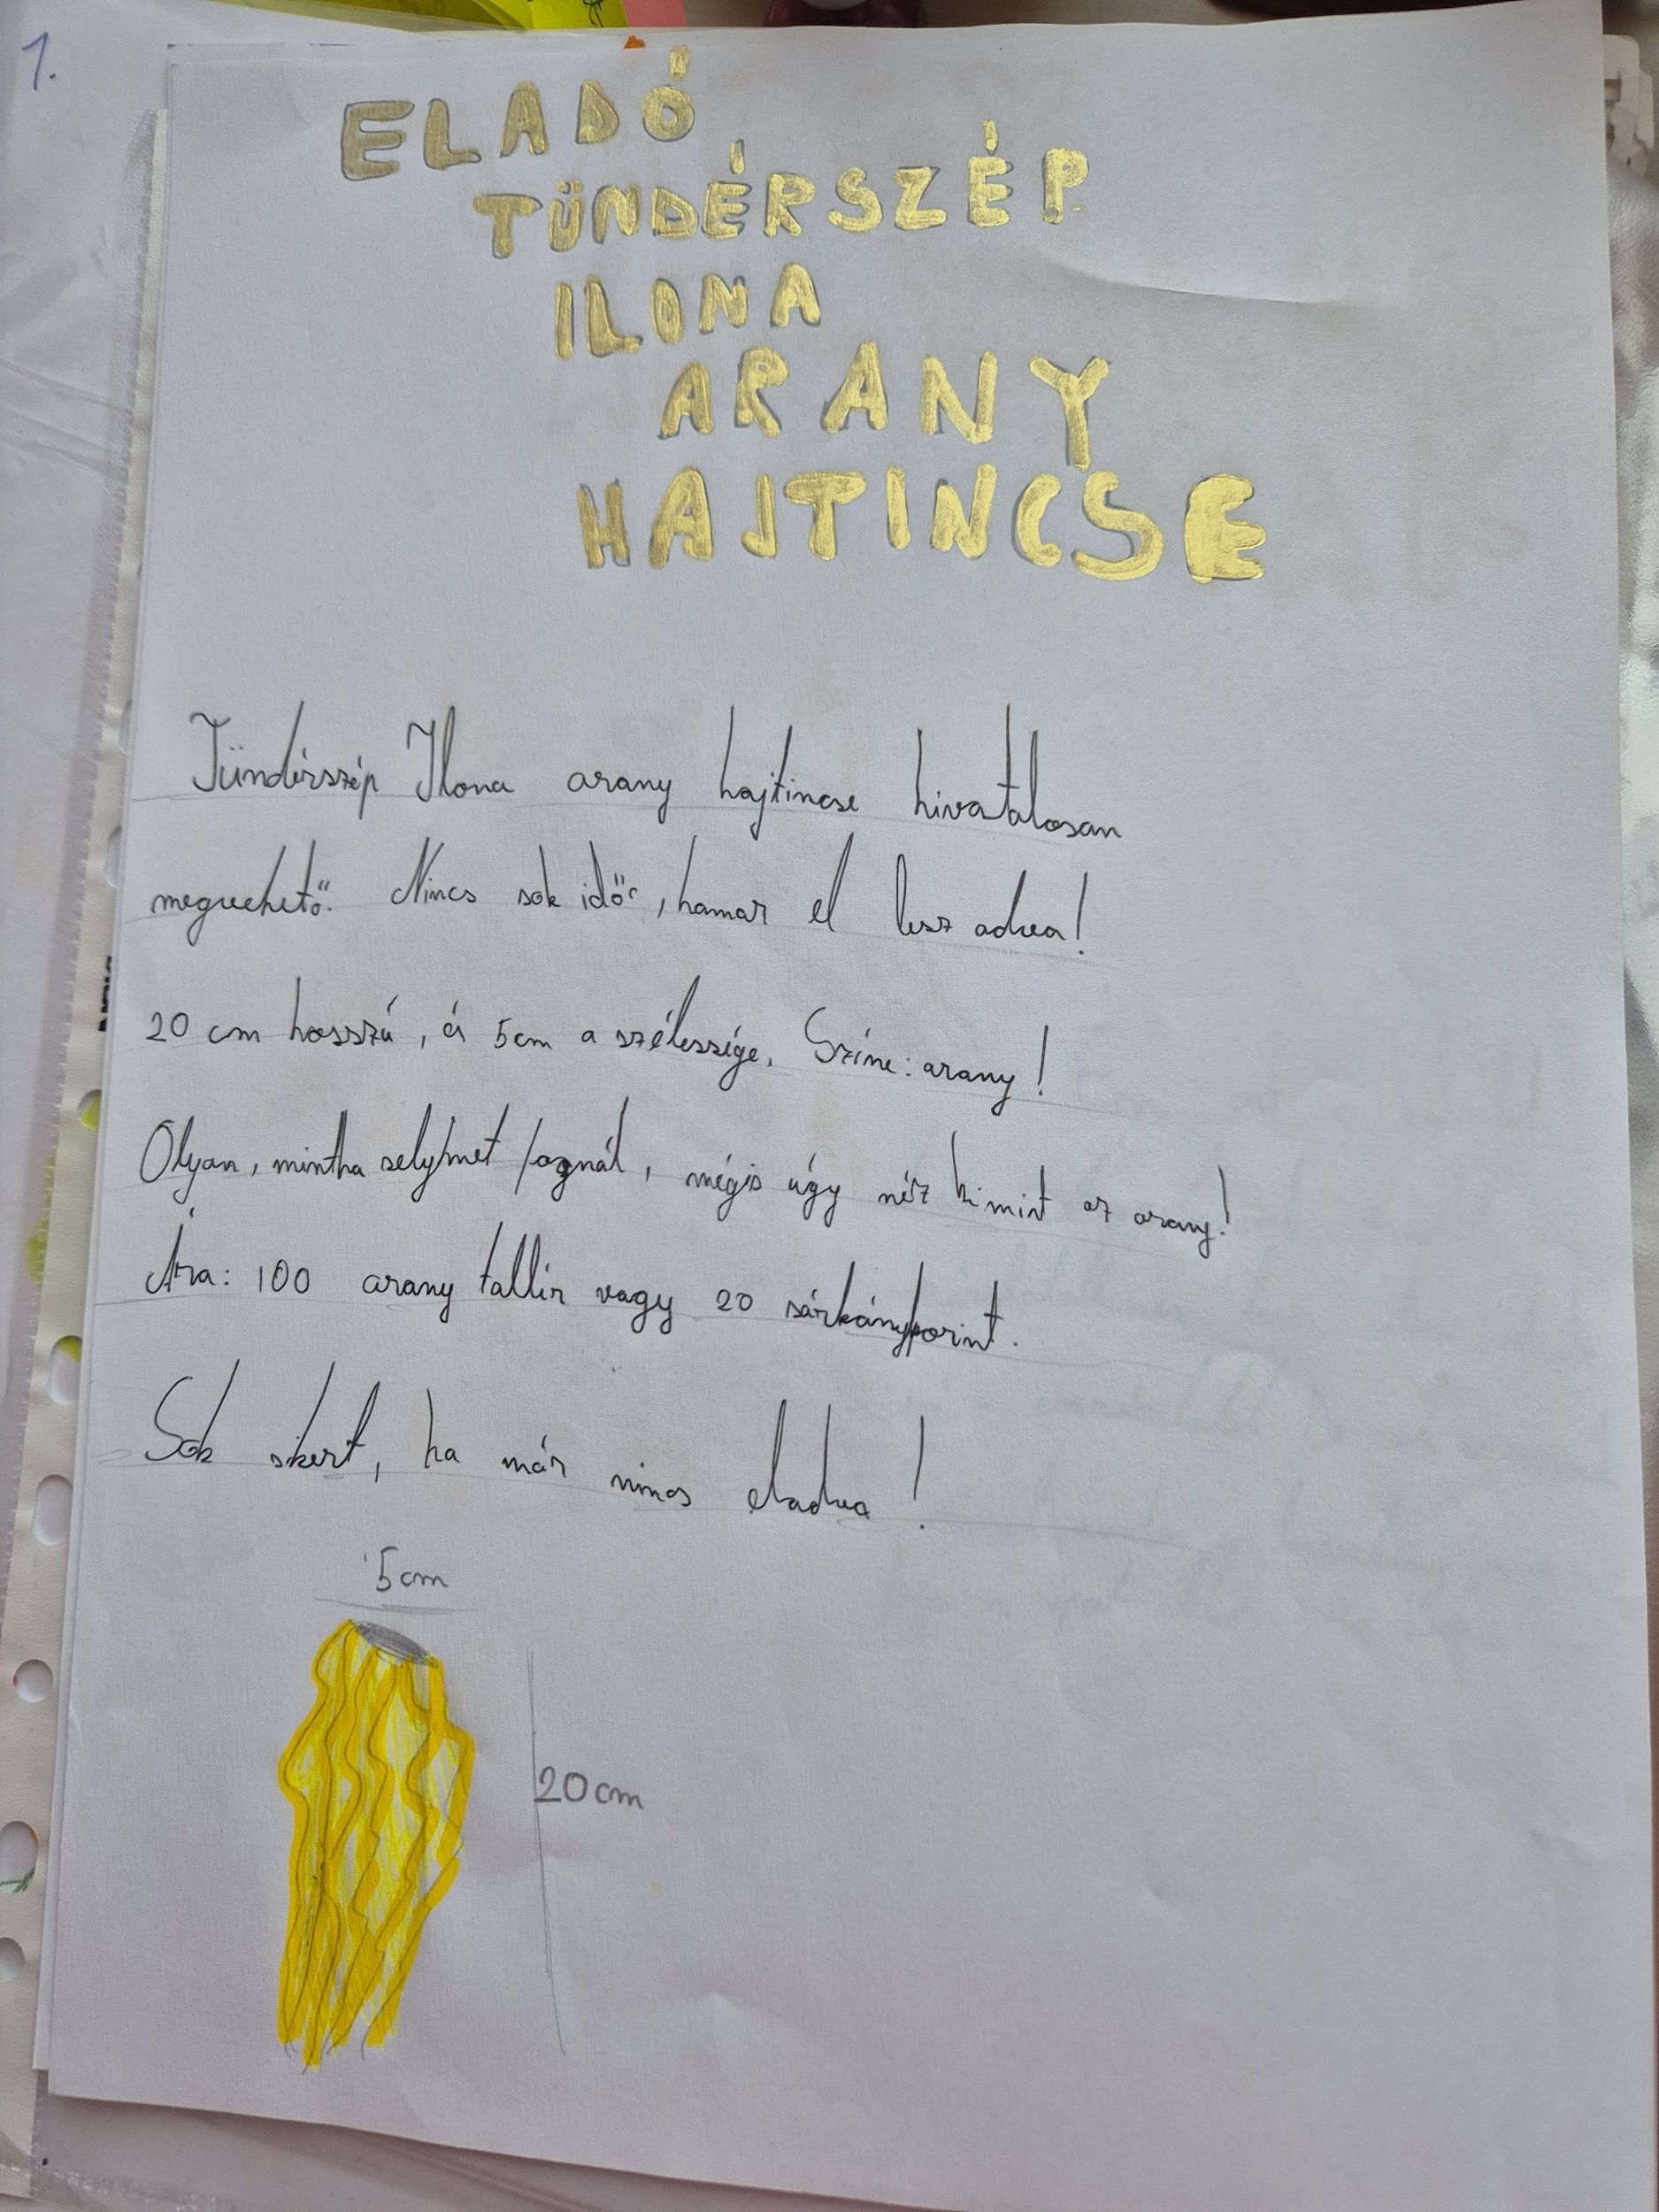 1.
ELADÓ
TÜNDÉRSZÉP
ILONA
ARANY
HAJTINCSE
Tündérszép Ilona arany hajtincse hivatalosan
megvehető. Nincs sok idő, hamar el lesz adva!
20 cm hosszú, és 5cm a szélessége. Színe: arany!
Olyan, mintha selymet fognál, mégis úgy néz ki mint az arany!
Ára: 100 arany tallér vagy 20 sárkányforint.
Sok sikert, ha már nincs eladva!
5cm
20cm